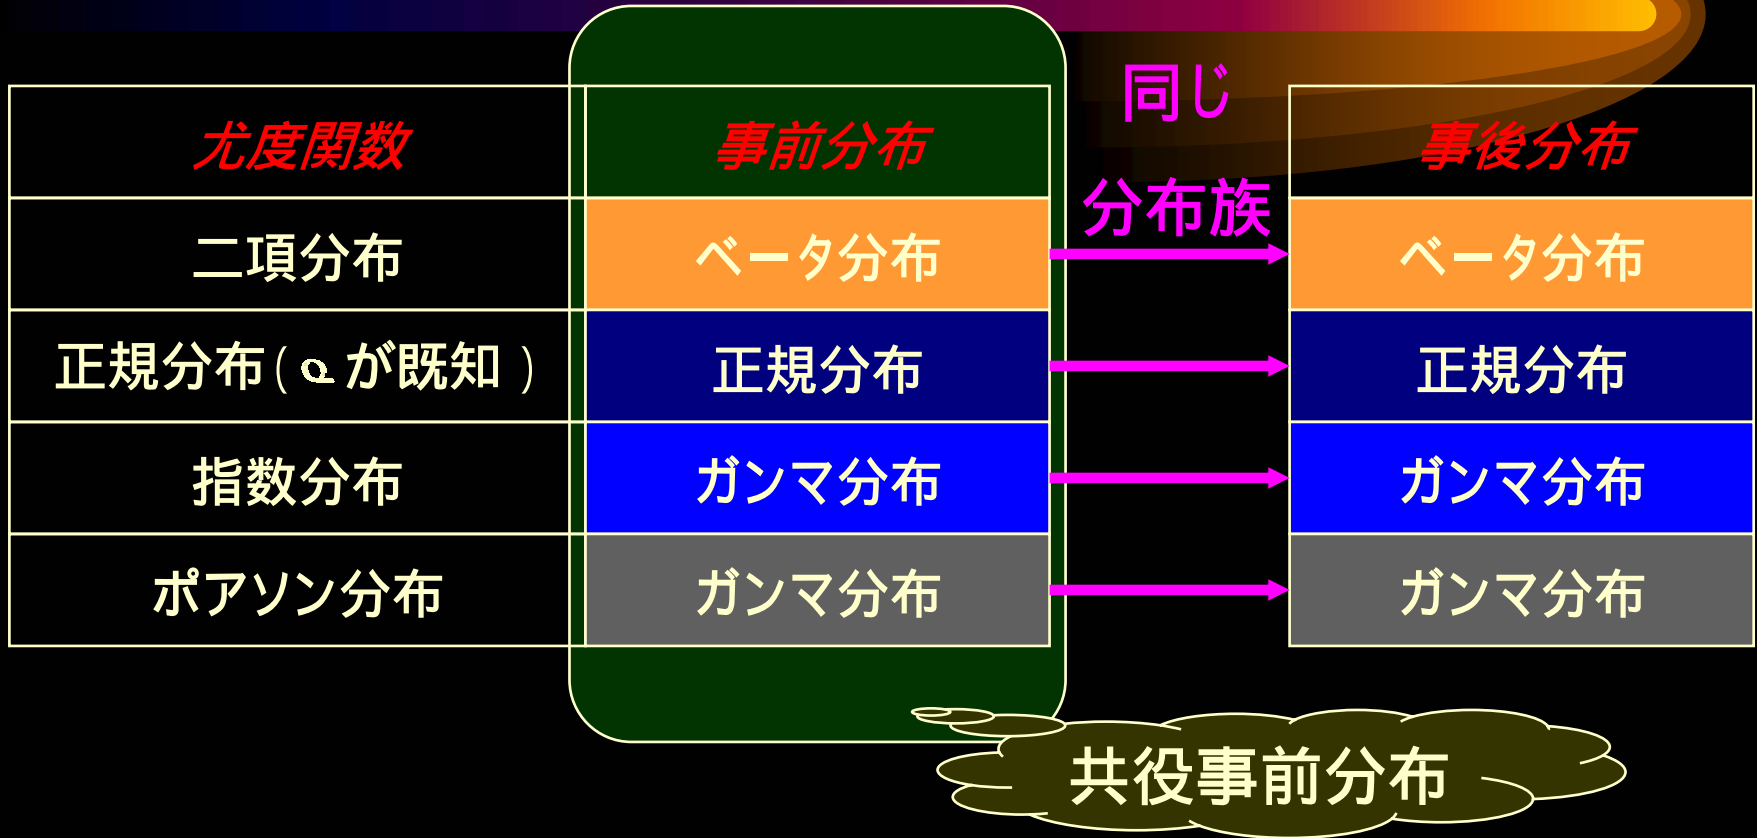 同じ
分布族
尤度関数 事前分布 事後分布
二項分布 ベータ分布 ベータ分布
正規分布( が既知 ) 正規分布 正規分布
指数分布 ガンマ分布 ガンマ分布
ポアソン分布 ガンマ分布 ガンマ分布
共役事前分布